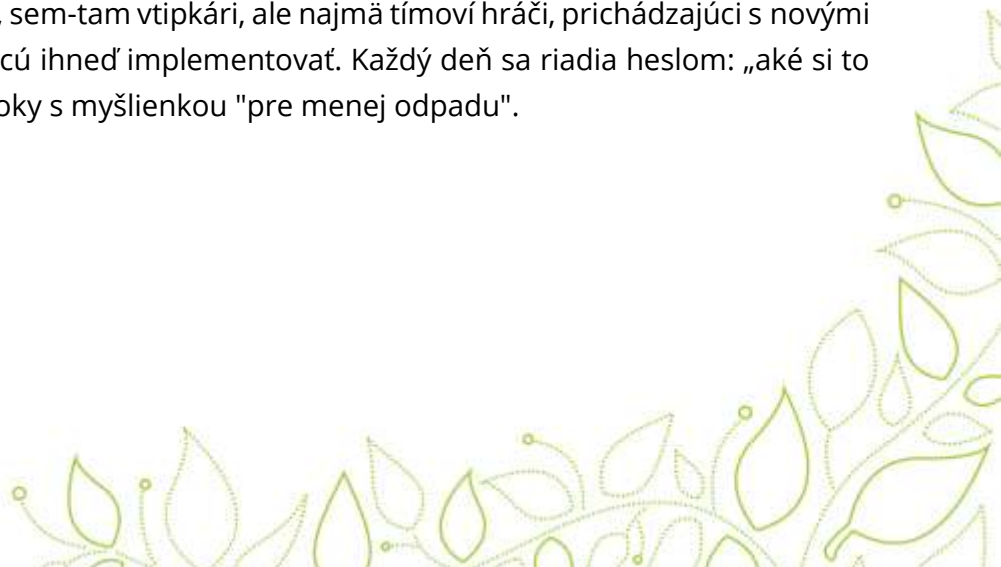 , sem-tam vtipkári, ale najmä tímoví hráči, prichádzajúci s novými
cú ihneď implementovať. Každý deň sa riadia heslom: „aké si to
oky s myšlienkou "pre menej odpadu".